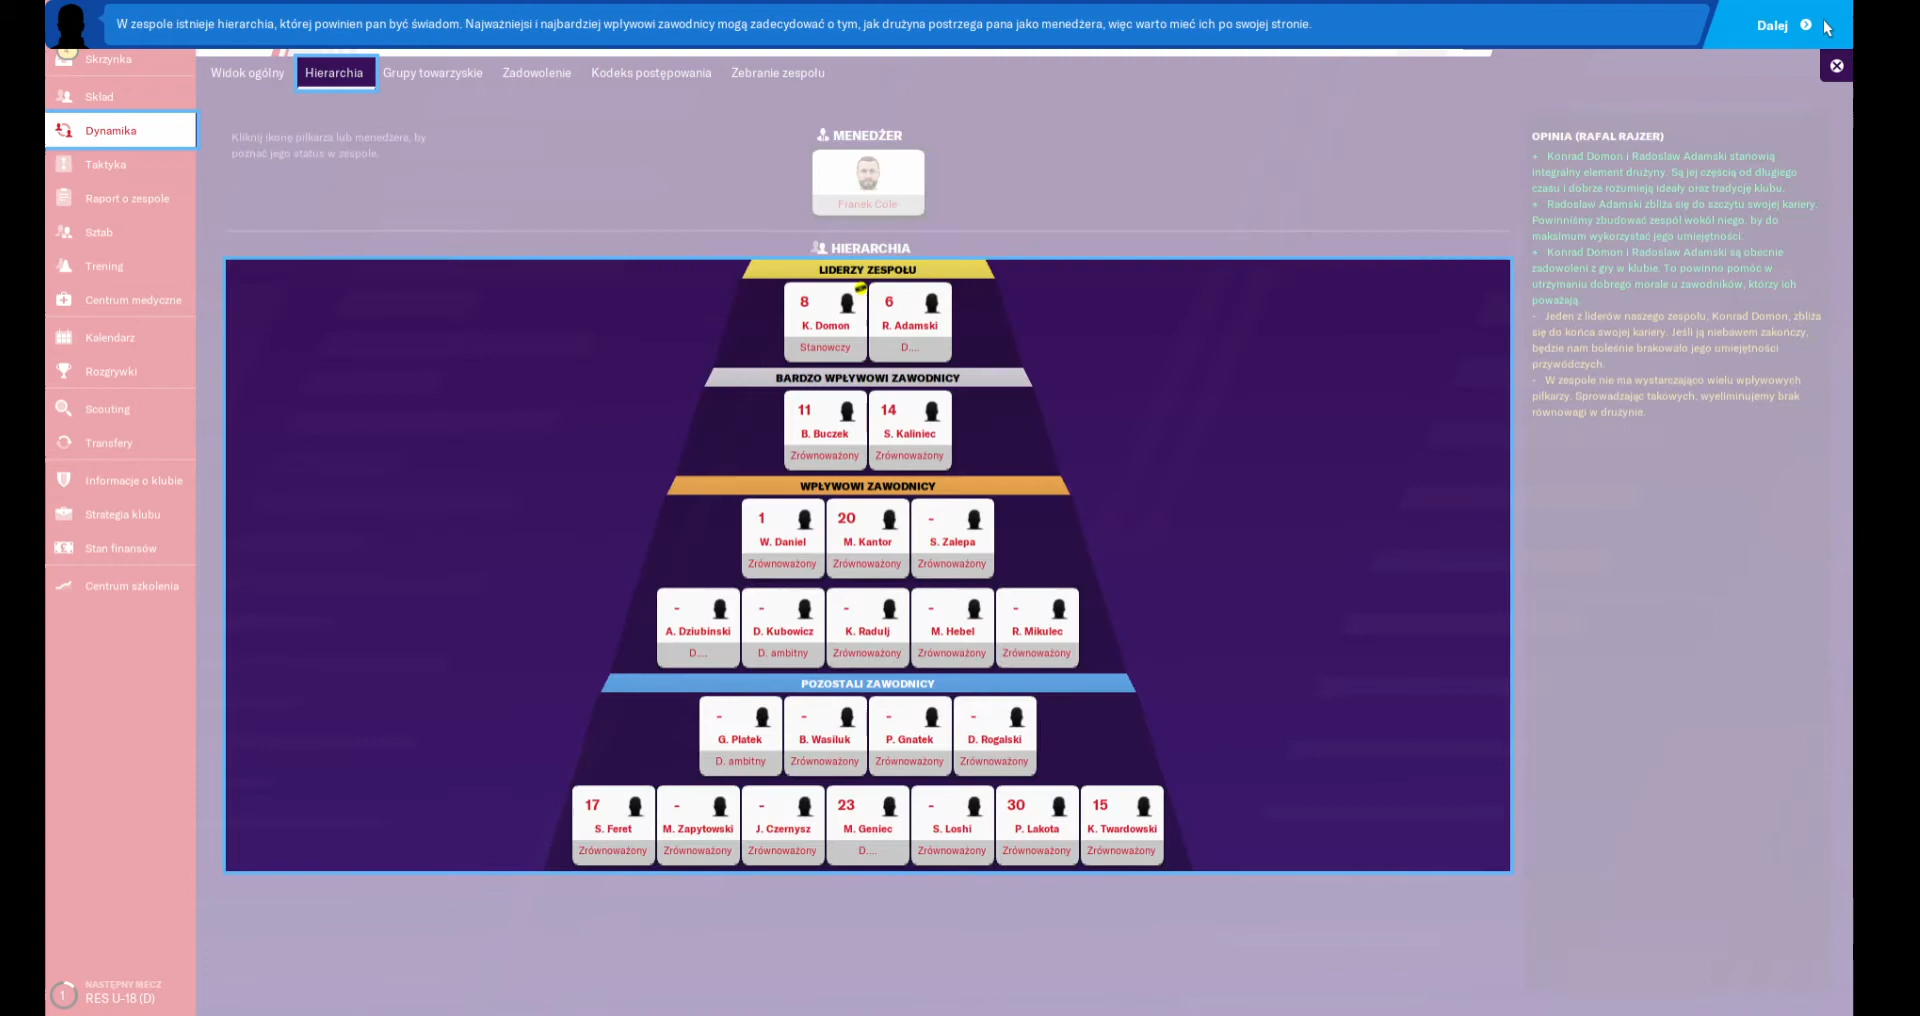 W zespole istnieje hierarchia, której powinien pan być świadom. Najważniejsi i najbardziej wpływowi zawodnicy mogą zadecydować o tym, jak drużyna postrzega pana jako menedżera, więc warto mieć ich po swojej stronie.
Dalej
Skrzynka
Skład
Dynamika
Taktyka
Raport o zespole
Sztab
Trening
Centrum medyczne
Kalendarz
Rozgrywki
Scouting
Transfery
Informacje o klubie
Strategia klubu
Stan finansów
Centrum szkolenia
1
NASTĘPNY MECZ
RES U-18 (D)
Widok ogólny Hierarchia Grupy towarzyskie Zadowolenie Kodeks postępowania Zebranie zespołu
Kliknij ikonę piłkarza lub menedżera, by
poznać jego status w zespole.
MENEDŻER
Franek Cole
HIERARCHIA
LIDERZY ZESPOŁU
8 6
K. Domon R. Adamski
Stanowczy D....
BARDZO WPŁYWOWI ZAWODNICY
11 14
B. Buczek S. Kaliniec
Zrównoważony Zrównoważony
WPŁYWOWI ZAWODNICY
1 20 -
W. Daniel M. Kantor S. Zalepa
Zrównoważony Zrównoważony Zrównoważony
- - - - -
A. Dziubinski D. Kubowicz K. Radulj M. Hebel R. Mikulec
D.... D. ambitny Zrównoważony Zrównoważony Zrównoważony
POZOSTALI ZAWODNICY
- - - -
G. Płatek B. Wasiluk P. Gnatek D. Rogalski
D. ambitny Zrównoważony Zrównoważony Zrównoważony
17 - - 23 - 30 15
S. Feret M. Zapytowski J. Czernysz M. Geniec S. Loshi P. Lakota K. Twardowski
Zrównoważony Zrównoważony Zrównoważony D.... Zrównoważony Zrównoważony Zrównoważony
OPINIA (RAFAL RAJZER)
+ Konrad Domon i Radoslaw Adamski stanowią
integralny element drużyny. Są jej częścią od długiego
czasu i dobrze rozumieją ideały oraz tradycję klubu.
+ Radoslaw Adamski zbliża się do szczytu swojej kariery.
Powinniśmy zbudować zespół wokół niego, by do
maksimum wykorzystać jego umiejętności.
+ Konrad Domon i Radoslaw Adamski są obecnie
zadowoleni z gry w klubie. To powinno pomóc w
utrzymaniu dobrego morale u zawodników, którzy ich
poważają.
- Jeden z liderów naszego zespołu, Konrad Domon, zbliża
się do końca swojej kariery. Jeśli ją niebawem zakończy,
będzie nam boleśnie brakowało jego umiejętności
przywódczych.
- W zespole nie ma wystarczająco wielu wpływowych
piłkarzy. Sprowadzając takowych, wyeliminujemy brak
równowagi w drużynie.